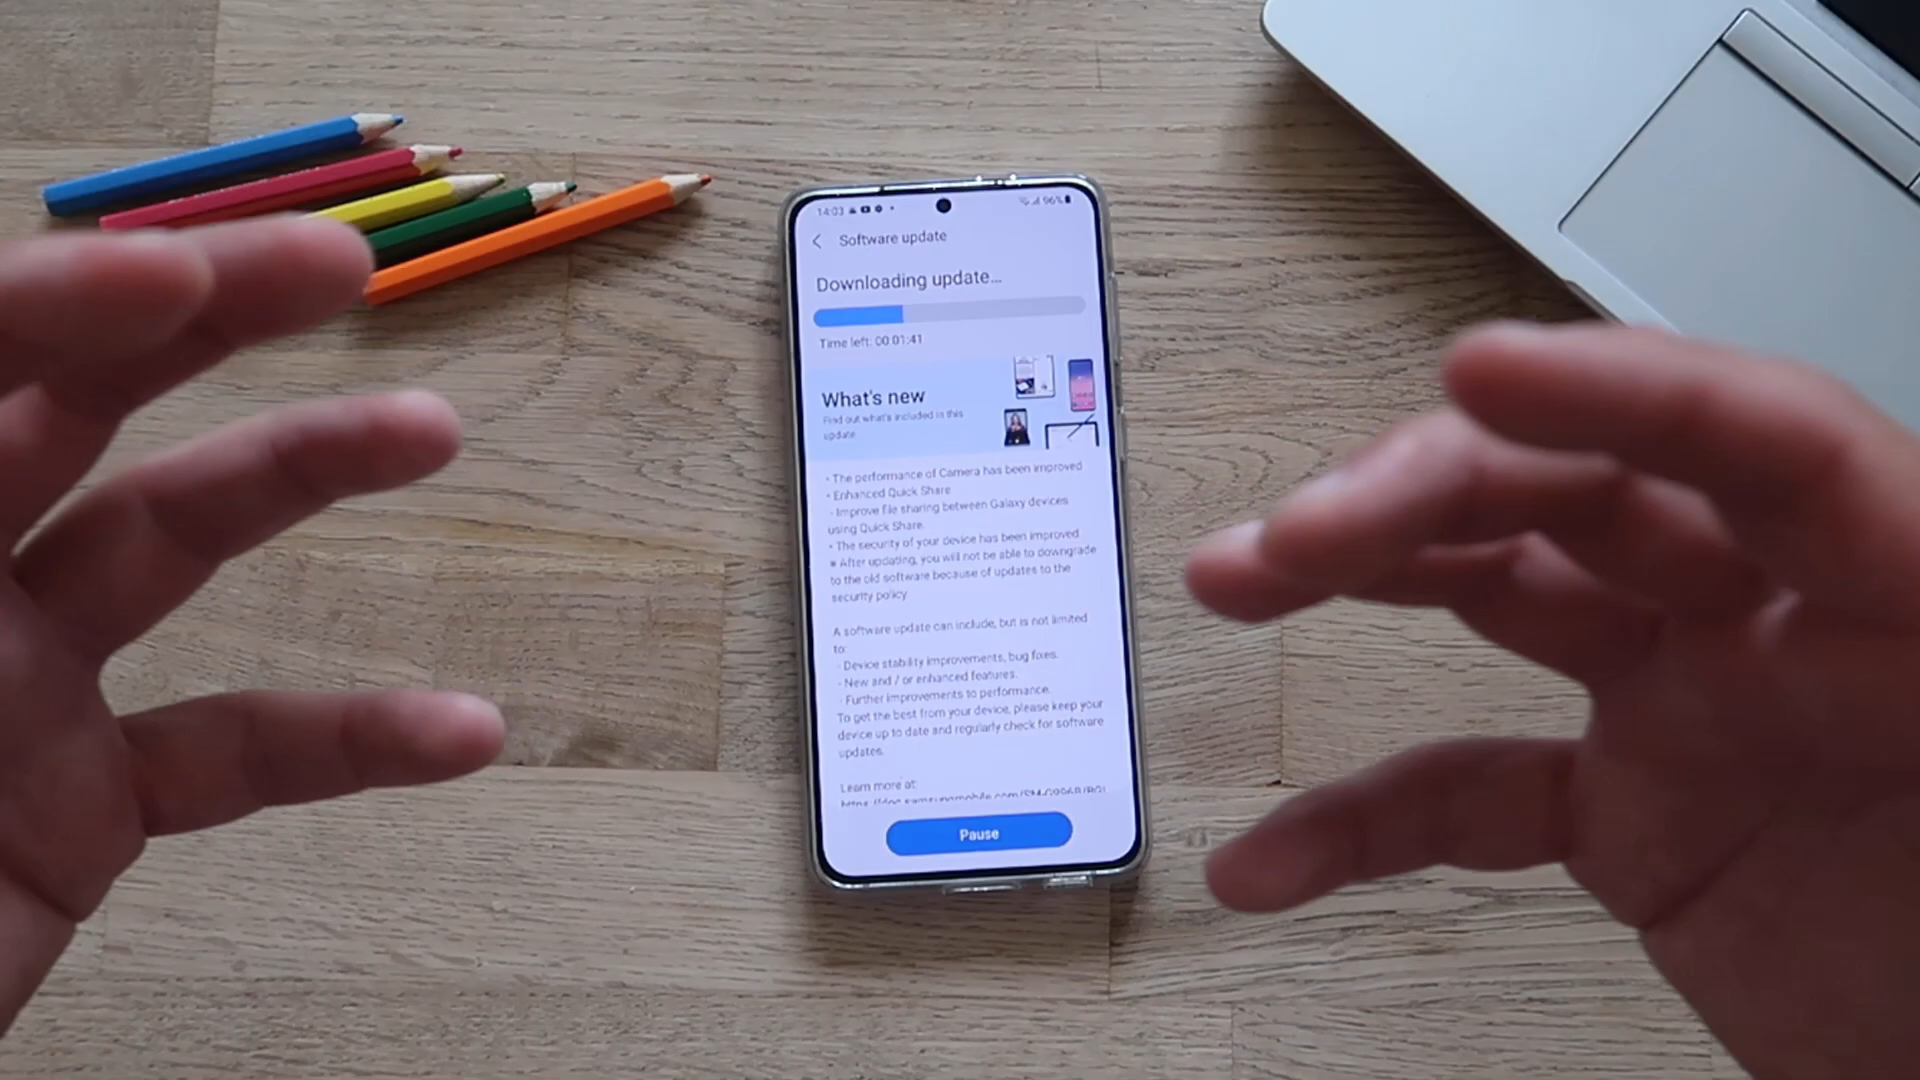 14:03 96%
Software update
Downloading update...
Time left: 00:01:41
What's new
Find out what's included in this
update.
• The performance of Camera has been improved
• Enhanced Quick Share
- Improve file sharing between Galaxy devices
using Quick Share.
• The security of your device has been improved.
※ After updating, you will not be able to downgrade
to the old software because of updates to the
security policy
A software update can include, but is not limited
to:
- Device stability improvements, bug fixes.
- New and / or enhanced features.
- Further improvements to performance.
To get the best from your device, please keep your
device up to date and regularly check for software
updates.
Learn more at:
Pause